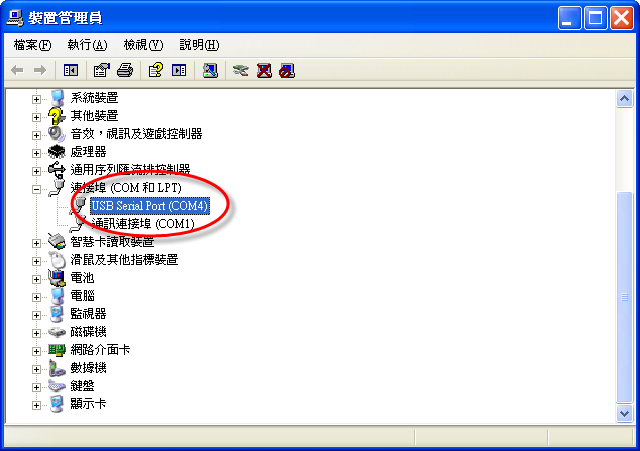 裝置管理員
檔案(F) 執行(A) 檢視(V) 說明(H)
系統裝置
其他裝置
音效，視訊及遊戲控制器
處理器
通用序列匯流排控制器
連接埠 (COM 和 LPT)
USB Serial Port (COM4)
通訊連接埠 (COM1)
智慧卡讀取裝置
滑鼠及其他指標裝置
電池
電腦
監視器
磁碟機
網路介面卡
數據機
鍵盤
顯示卡